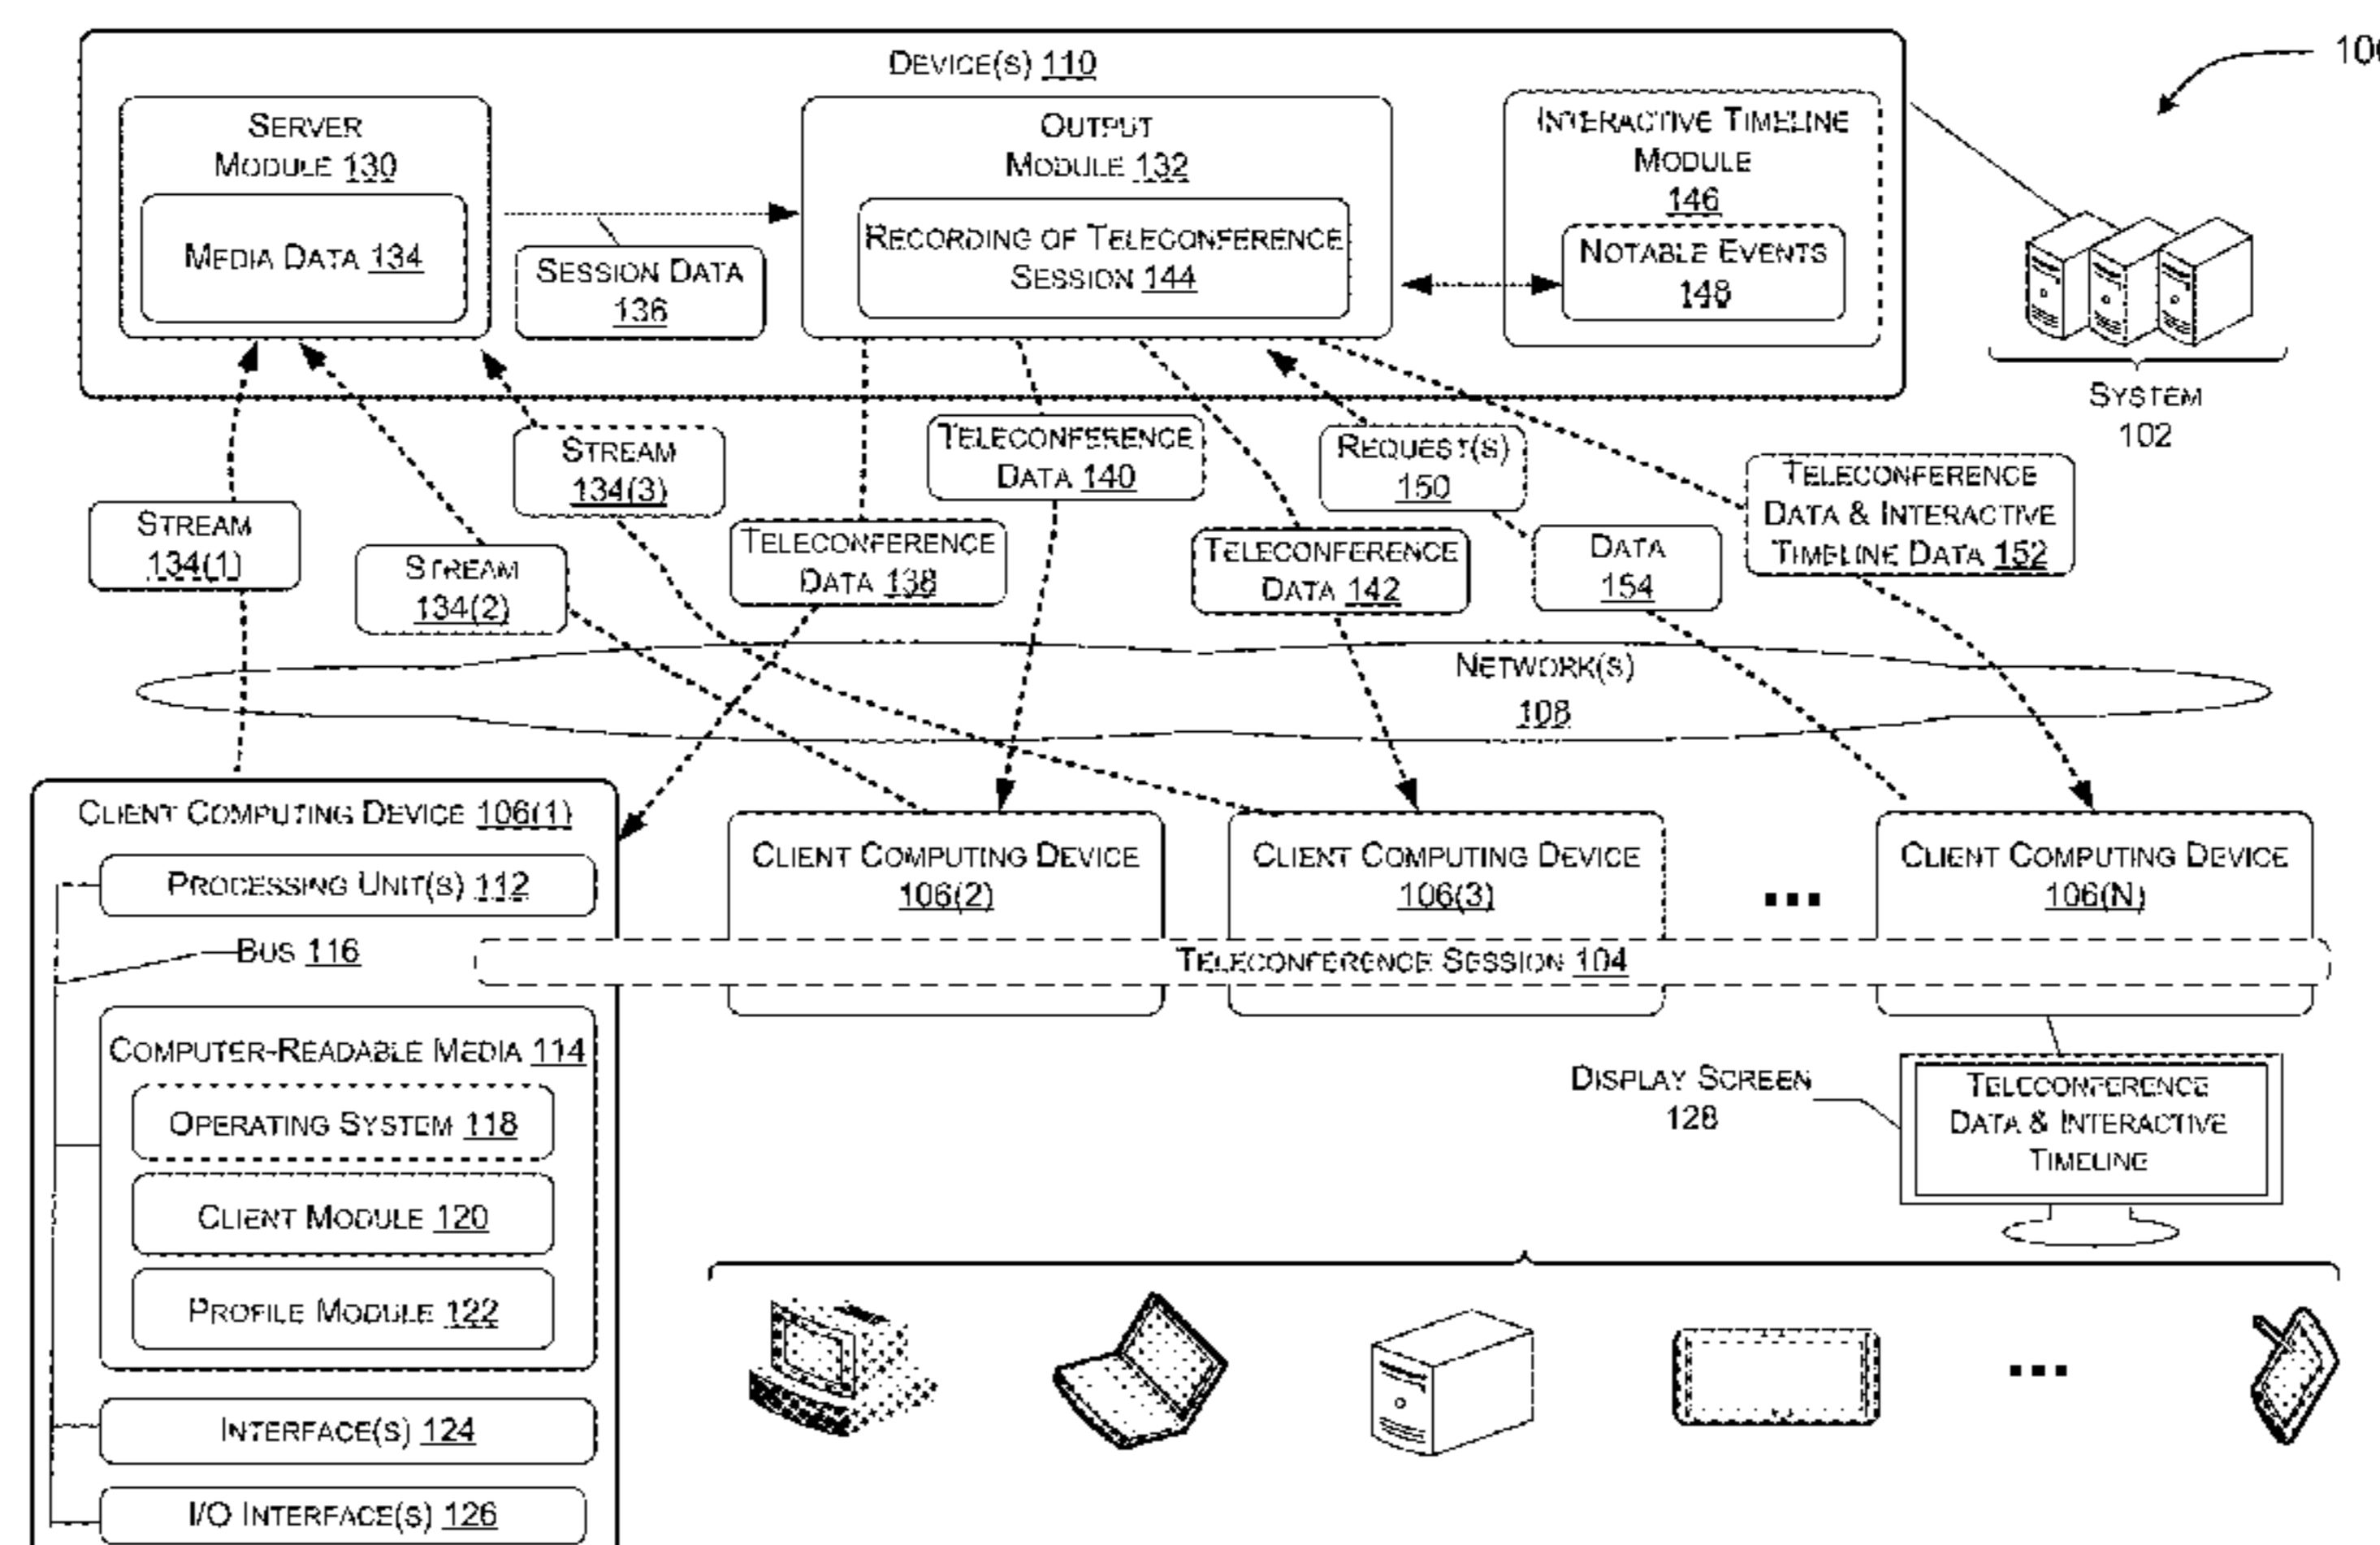 DEVICE(S) 110
100
SERVER
MODULE 130
MEDIA DATA 134
SESSION DATA
136
OUTPUT
MODULE 132
RECORDING OF TELECONFERENCE
SESSION 144
INTERACTIVE TIMELINE
MODULE
146
NOTABLE EVENTS
148
SYSTEM
102
STREAM
134(1)
STREAM
134(2)
STREAM
134(3)
TELECONFERENCE
DATA 138
TELECONFERENCE
DATA 140
TELECONFERENCE
DATA 142
REQUEST(S)
150
DATA
154
TELECONFERENCE
DATA & INTERACTIVE
TIMELINE DATA 152
NETWORK(S)
108
CLIENT COMPUTING DEVICE 106(1)
PROCESSING UNIT(S) 112
BUS 116
COMPUTER-READABLE MEDIA 114
OPERATING SYSTEM 118
CLIENT MODULE 120
PROFILE MODULE 122
INTERFACE(S) 124
I/O INTERFACE(S) 126
CLIENT COMPUTING DEVICE
106(2)
CLIENT COMPUTING DEVICE
106(3)
...
CLIENT COMPUTING DEVICE
106(N)
TELECONFERENCE SESSION 104
DISPLAY SCREEN
128
TELECONFERENCE
DATA & INTERACTIVE
TIMELINE
...